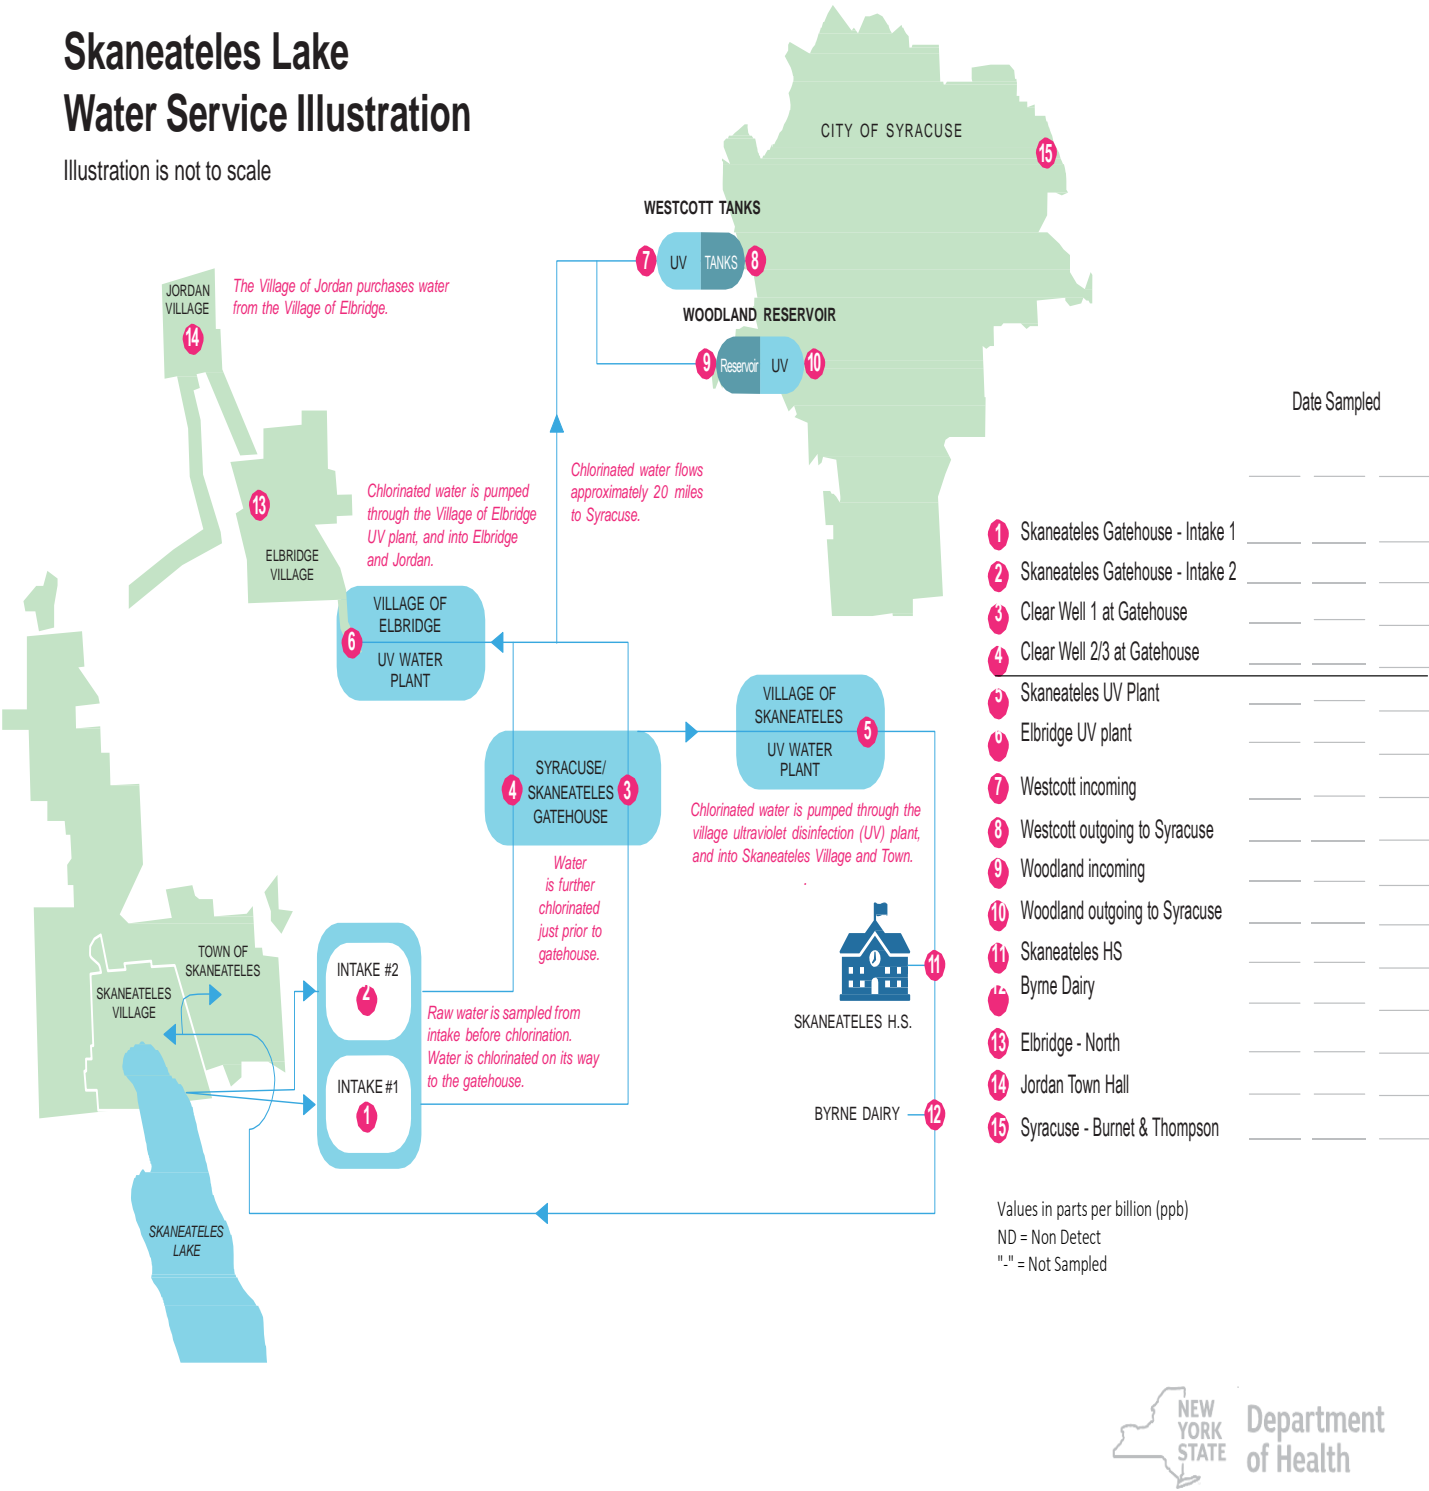 Skaneateles Lake
Water Service Illustration
Illustration is not to scale
CITY OF SYRACUSE
15
WESTCOTT TANKS
7
UV
TANKS
8
WOODLAND RESERVOIR
9
Reservoir
UV
10
JORDAN
VILLAGE
14
The Village of Jordan purchases water
from the Village of Elbridge.
13
ELBRIDGE
VILLAGE
Chlorinated water is pumped
through the Village of Elbridge
UV plant, and into Elbridge
and Jordan.
Chlorinated water flows
approximately 20 miles
to Syracuse.
VILLAGE OF
ELBRIDGE
6
UV WATER
PLANT
VILLAGE OF
SKANEATELES
5
UV WATER
PLANT
SYRACUSE/
SKANEATELES
GATEHOUSE
4
3
Chlorinated water is pumped through the
village ultraviolet disinfection (UV) plant,
and into Skaneateles Village and Town.
.
Water
is further
chlorinated
just prior to
gatehouse.
TOWN OF
SKANEATELES
SKANEATELES
VILLAGE
INTAKE #2
2
INTAKE #1
1
Raw water is sampled from
intake before chlorination.
Water is chlorinated on its way
to the gatehouse.
11
SKANEATELES H.S.
BYRNE DAIRY
12
SKANEATELES
LAKE
Date Sampled
1 Skaneateles Gatehouse - Intake 1
2 Skaneateles Gatehouse - Intake 2
3 Clear Well 1 at Gatehouse
4 Clear Well 2/3 at Gatehouse
5 Skaneateles UV Plant
6 Elbridge UV plant
7 Westcott incoming
8 Westcott outgoing to Syracuse
9 Woodland incoming
10 Woodland outgoing to Syracuse
11 Skaneateles HS
12 Byrne Dairy
13 Elbridge - North
14 Jordan Town Hall
15 Syracuse - Burnet & Thompson
Values in parts per billion (ppb)
ND = Non Detect
"-" = Not Sampled
NEW
YORK
STATE
Department
of Health